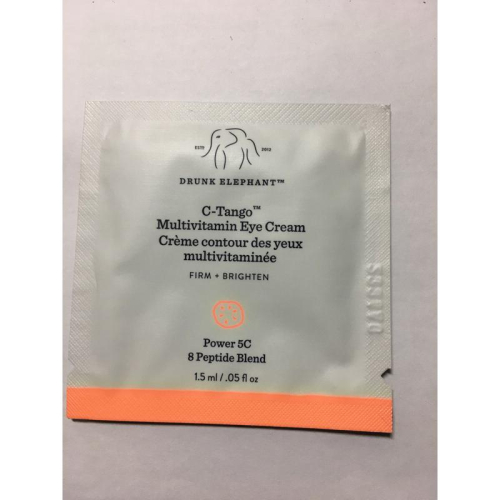 ESTD 2012
DRUNK ELEPHANT™
C-Tango™
Multivitamin Eye Cream
Crème contour des yeux
multivitaminée
FIRM + BRIGHTEN
Power 5C
8 Peptide Blend
1.5 ml / .05 fl oz